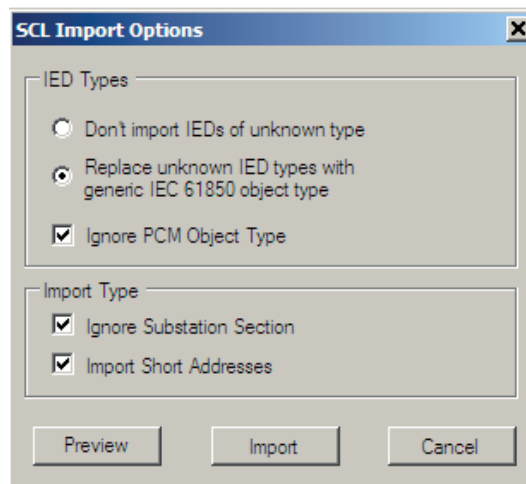 SCL Import Options
IED Types
Don't import IEDs of unknown type
Replace unknown IED types with
generic IEC 61850 object type
Ignore PCM Object Type
Import Type
Ignore Substation Section
Import Short Addresses
Preview
Import
Cancel